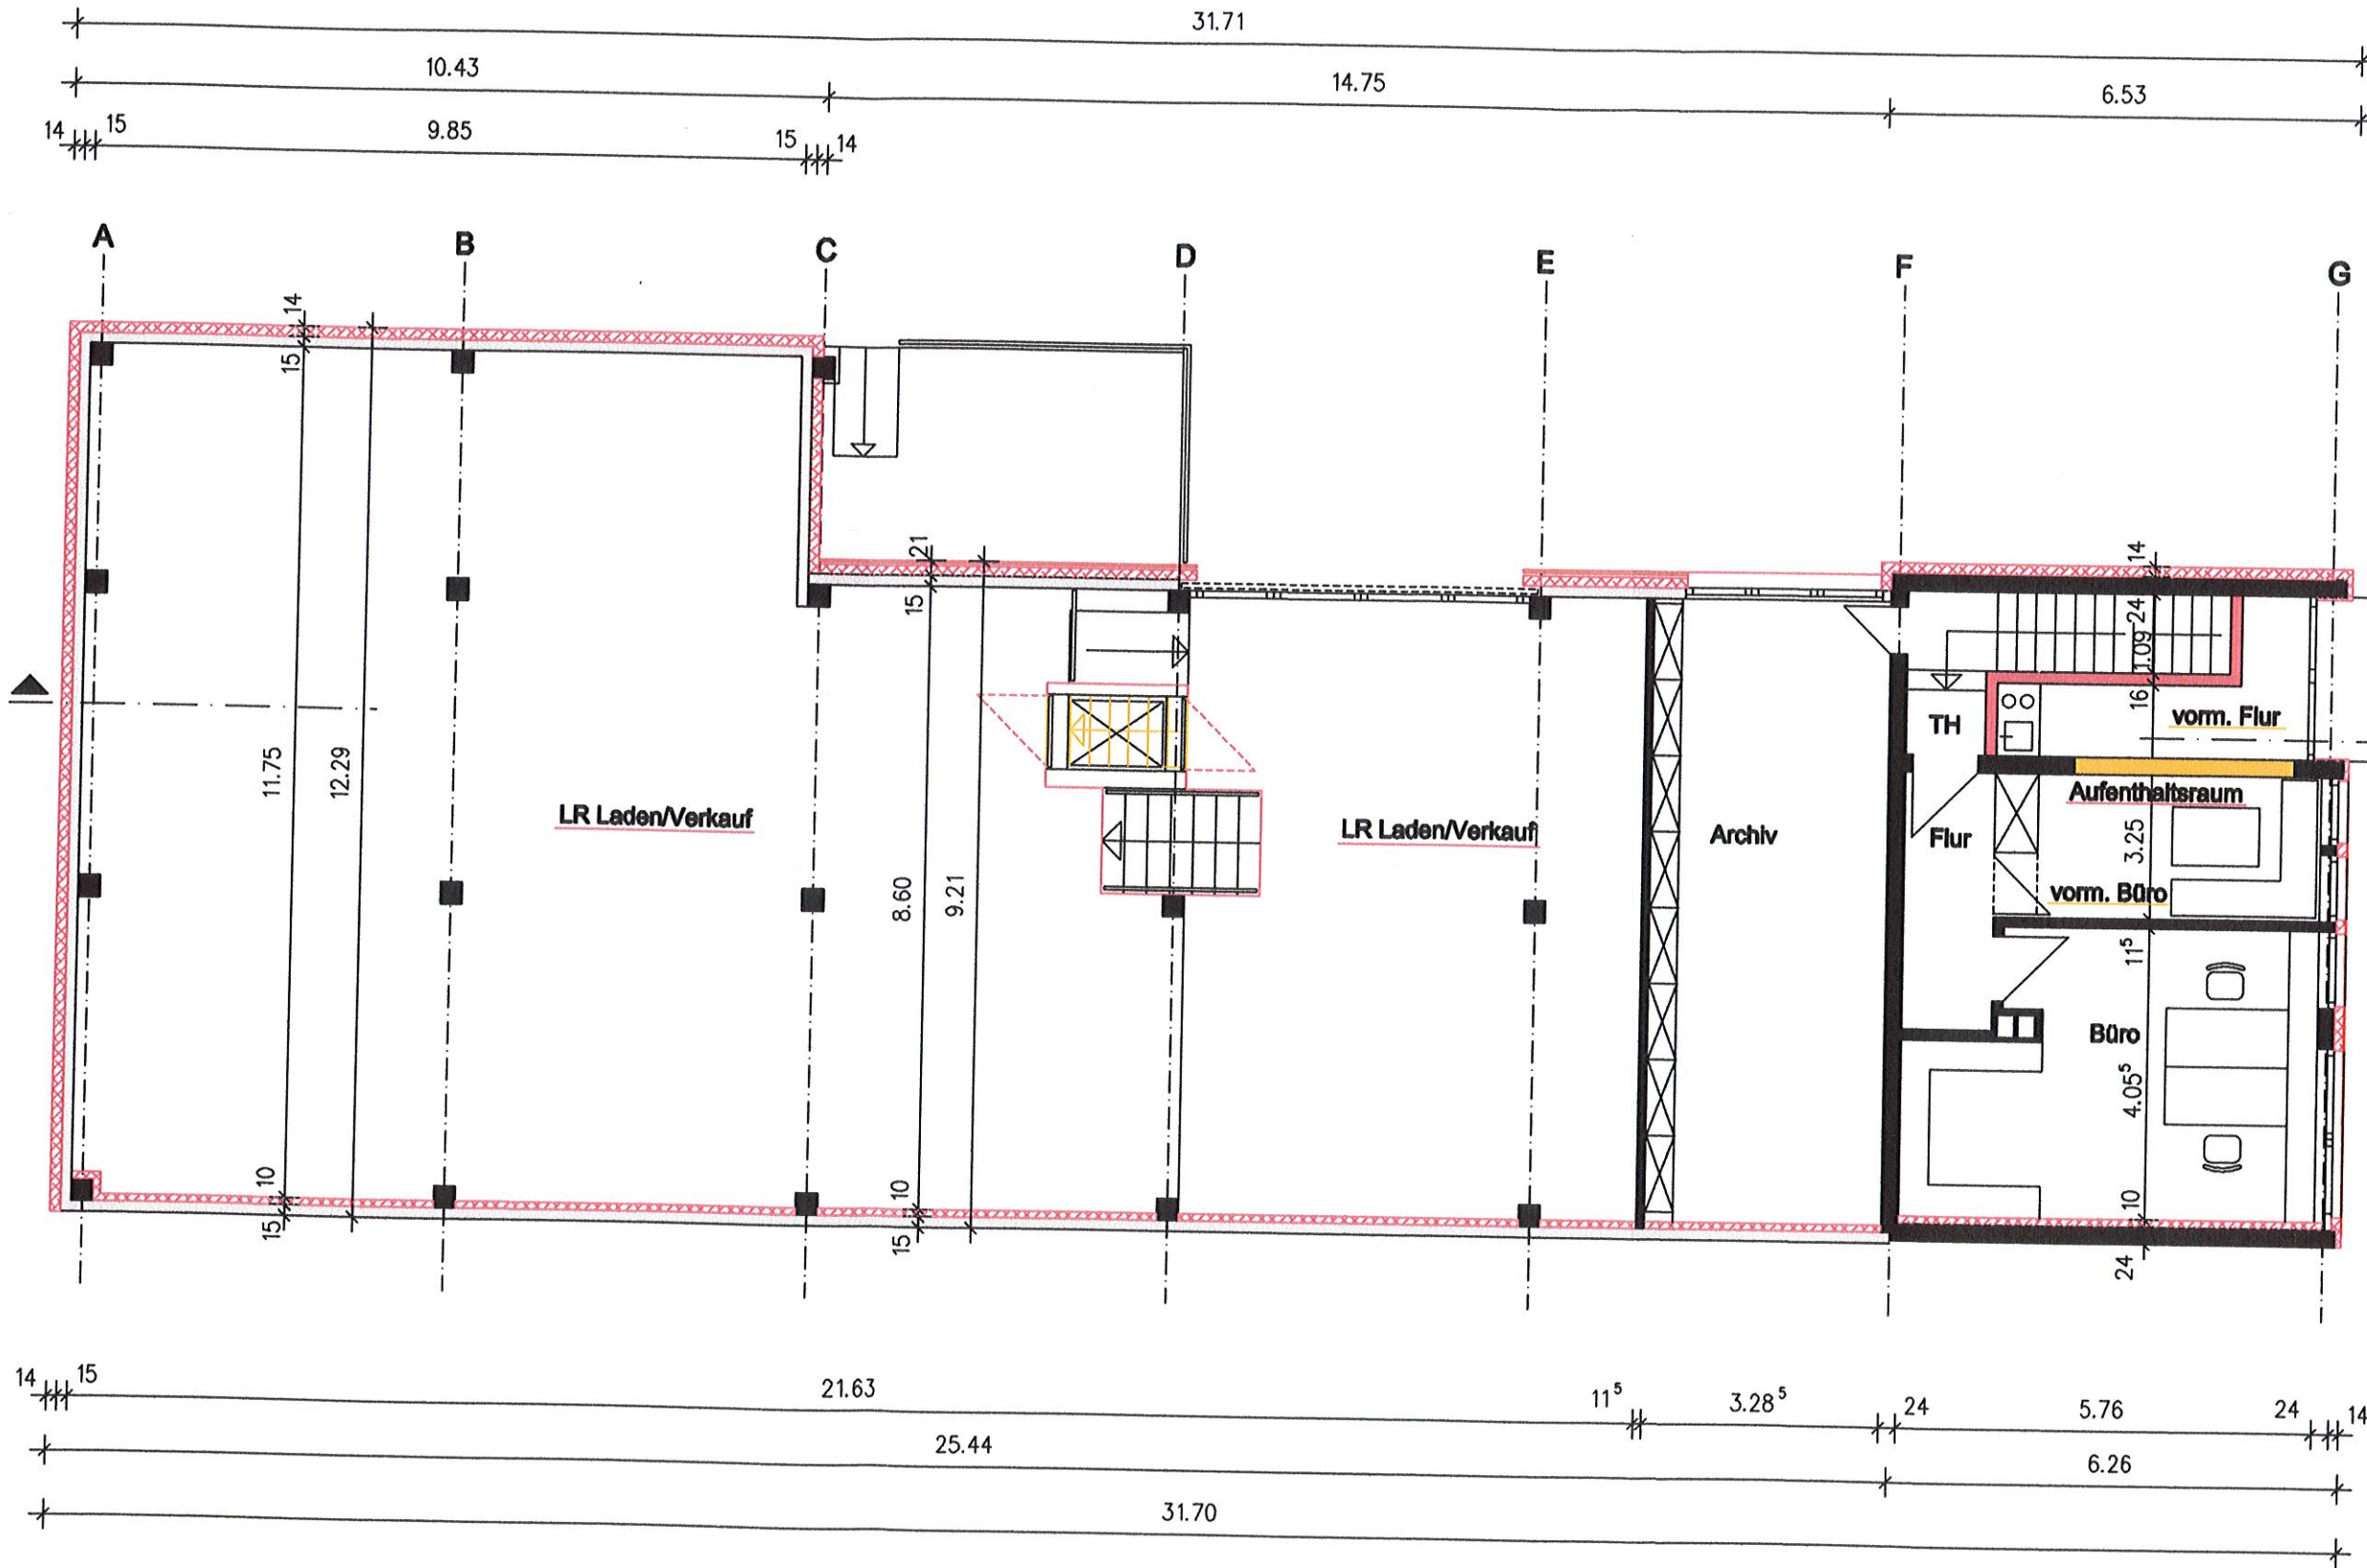 31.71
10.43 14.75 6.53
14 15 9.85 15 14
A B C D E F G
14
15
21
15
14
24
1.09
16
TH
vorm. Flur
11.75
12.29
LR Laden/Verkauf
8.60
9.21
LR Laden/Verkauf
Archiv
Flur
Aufenthaltsraum
3.25
vorm. Büro
11⁵
Büro
4.05⁵
10
15
10
15
10
24
14 15 21.63 11⁵ 3.28⁵ 24 5.76 24 14
25.44 6.26
31.70